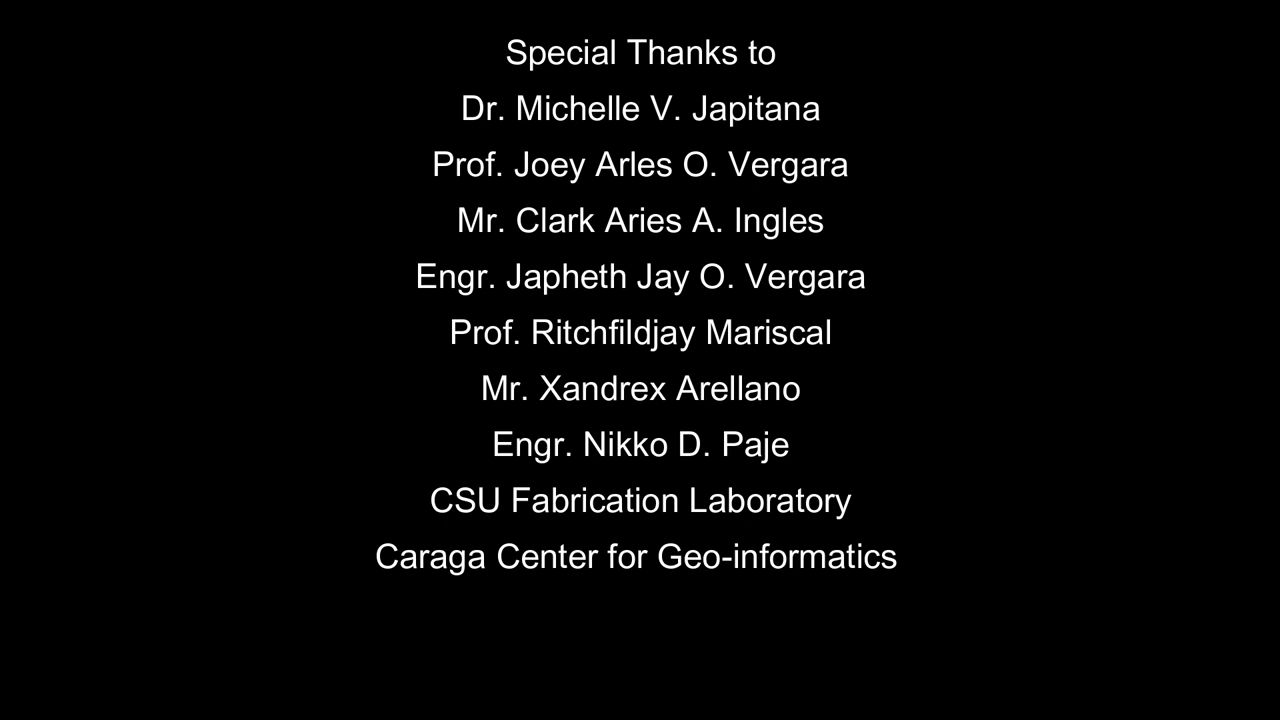 Special Thanks to
Dr. Michelle V. Japitana
Prof. Joey Arles O. Vergara
Mr. Clark Aries A. Ingles
Engr. Japheth Jay O. Vergara
Prof. Ritchfildjay Mariscal
Mr. Xandrex Arellano
Engr. Nikko D. Paje
CSU Fabrication Laboratory
Caraga Center for Geo-informatics